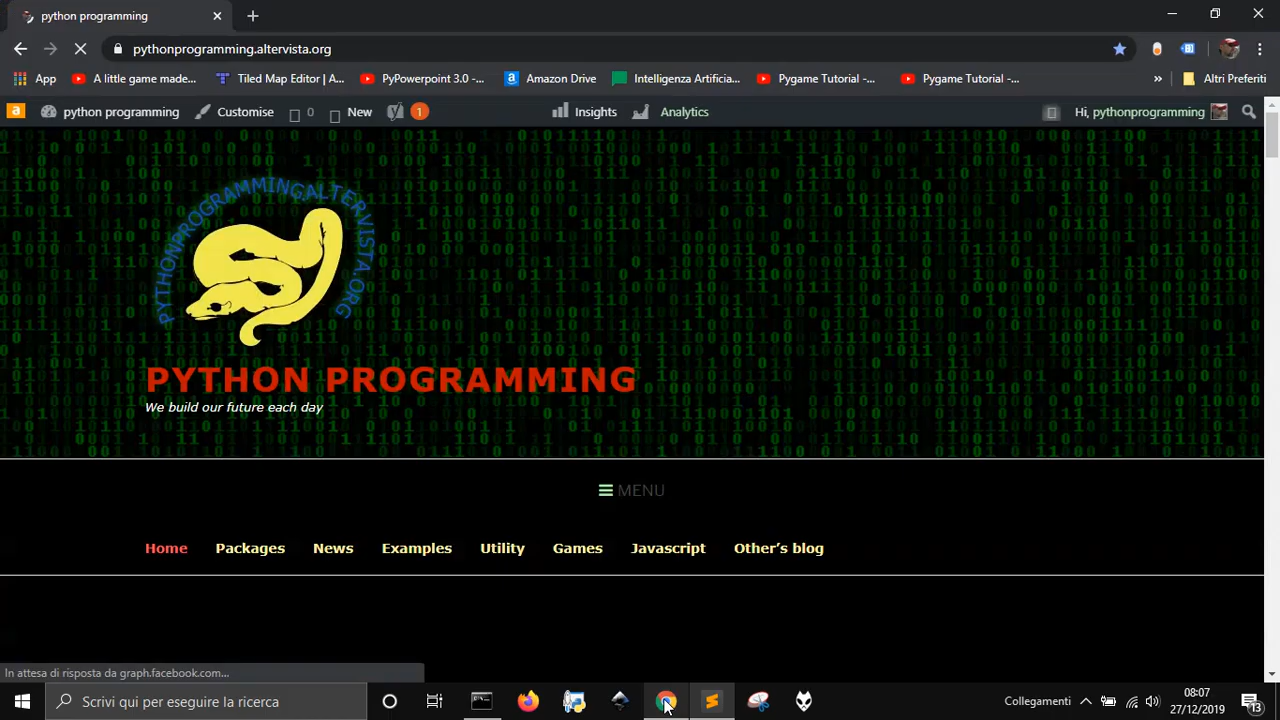 python programming
pythonprogramming.altervista.org
App A little game made... Tiled Map Editor | A... PyPowerpoint 3.0 -... Amazon Drive Intelligenza Artificia... Pygame Tutorial -... Pygame Tutorial -... » Altri Preferiti
a python programming Customise 0 New 1 Insights Analytics Hi, pythonprogramming
PYTHONPROGRAMMING.ALTERVISTA.ORG
PYTHON PROGRAMMING
We build our future each day
MENU
Home Packages News Examples Utility Games Javascript Other’s blog
In attesa di risposta da graph.facebook.com...
Scrivi qui per eseguire la ricerca
Collegamenti
08:07
27/12/2019
13